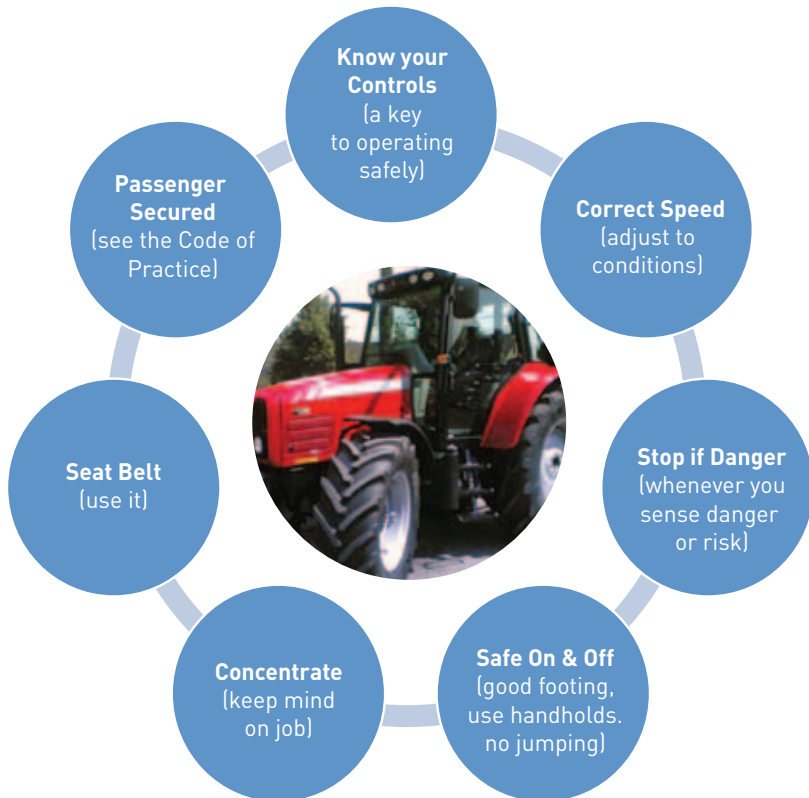 Know your
Controls
(a key
to operating
safely)
Correct Speed
(adjust to
conditions)
Stop if Danger
(whenever you
sense danger
or risk)
Safe On & Off
(good footing,
use handholds.
no jumping)
Concentrate
(keep mind
on job)
Seat Belt
(use it)
Passenger
Secured
(see the Code of
Practice)